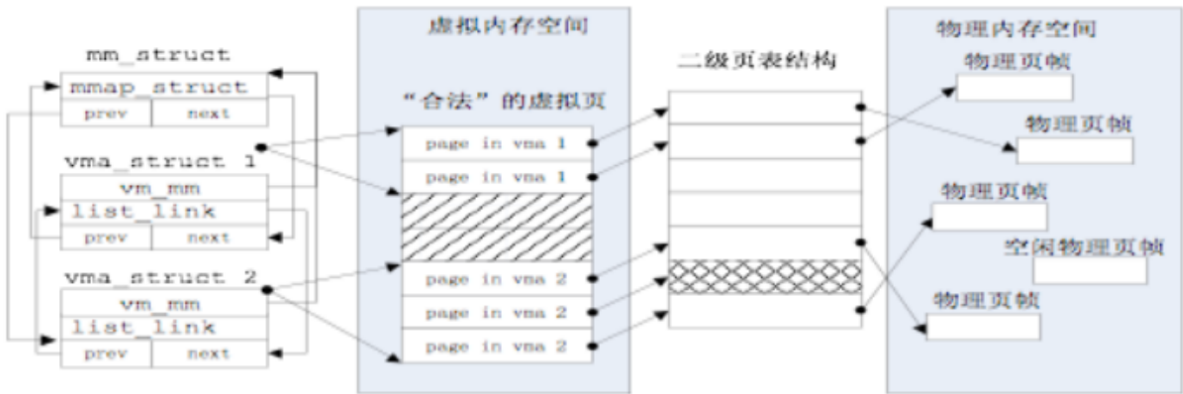 mm_struct
mmap_struct
prev next
vma_struct 1
vm_mm
list_link
prev next
vma_struct 2
vm_mm
list_link
prev next
虚拟内存空间
“合法”的虚拟页
page in vma 1
page in vma 1
page in vma 2
page in vma 2
page in vma 2
二级页表结构
物理内存空间
物理页帧
物理页帧
物理页帧
空闲物理页帧
物理页帧